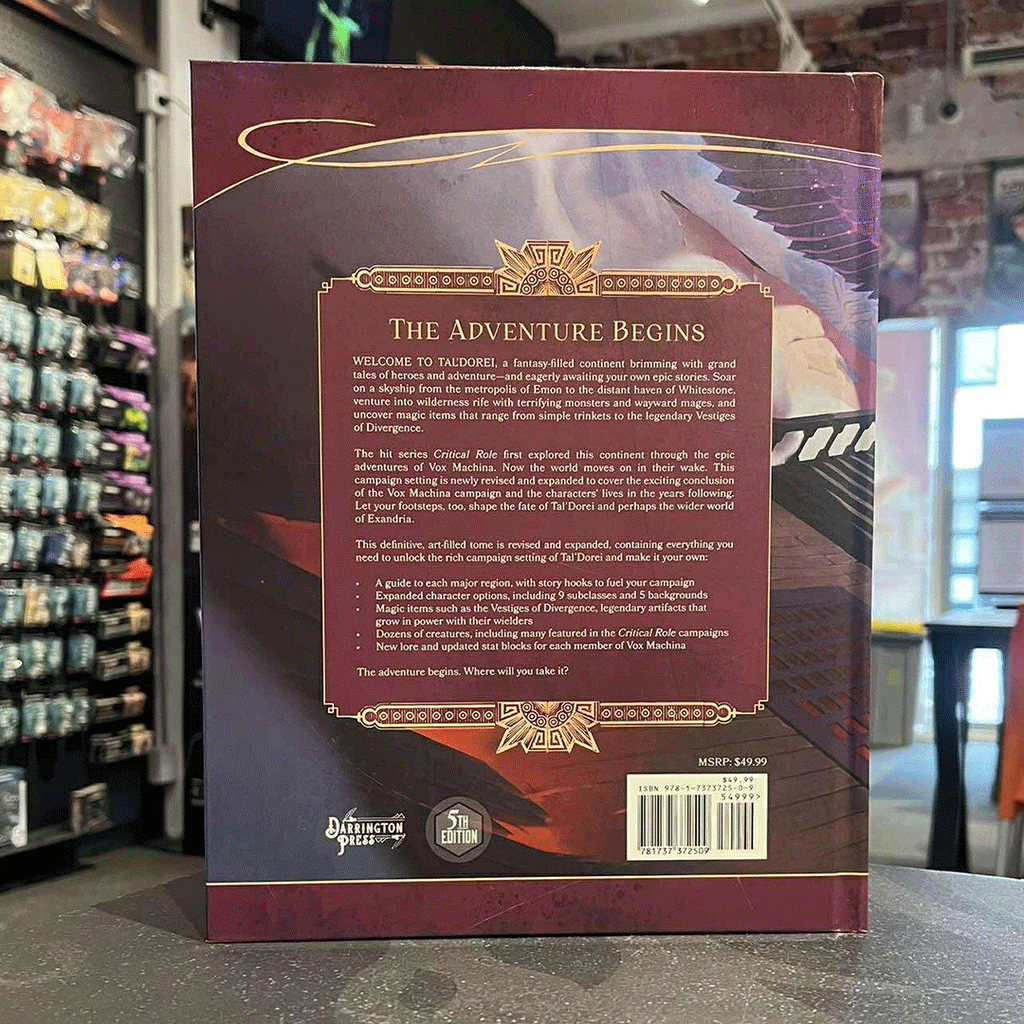 THE ADVENTURE BEGINS
WELCOME TO TAL'DOREI, a fantasy-filled continent brimming with grand
tales of heroes and adventure—and eagerly awaiting your own epic stories. Soar
on a skyship from the metropolis of Emon to the distant haven of Whitestone,
venture into wilderness rife with terrifying monsters and wayward mages, and
uncover magic items that range from simple trinkets to the legendary Vestiges
of Divergence.
The hit series Critical Role first explored this continent through the epic
adventures of Vox Machina. Now the world moves on in their wake. This
campaign setting is newly revised and expanded to cover the exciting conclusion
of the Vox Machina campaign and the characters' lives in the years following.
Let your footsteps, too, shape the fate of Tal'Dorei and perhaps the wider world
of Exandria.
This definitive, art-filled tome is revised and expanded, containing everything you
need to unlock the rich campaign setting of Tal'Dorei and make it your own:
• A guide to each major region, with story hooks to fuel your campaign
• Expanded character options, including 9 subclasses and 5 backgrounds
• Magic items such as the Vestiges of Divergence, legendary artifacts that
grow in power with their wielders
• Dozens of creatures, including many featured in the Critical Role campaigns
• New lore and updated stat blocks for each member of Vox Machina
The adventure begins. Where will you take it?
MSRP: $49.99
$49.99
ISBN 978-1-7373725-0-9
54999>
9781737372509
DARRINGTON
PRESS
5TH
EDITION